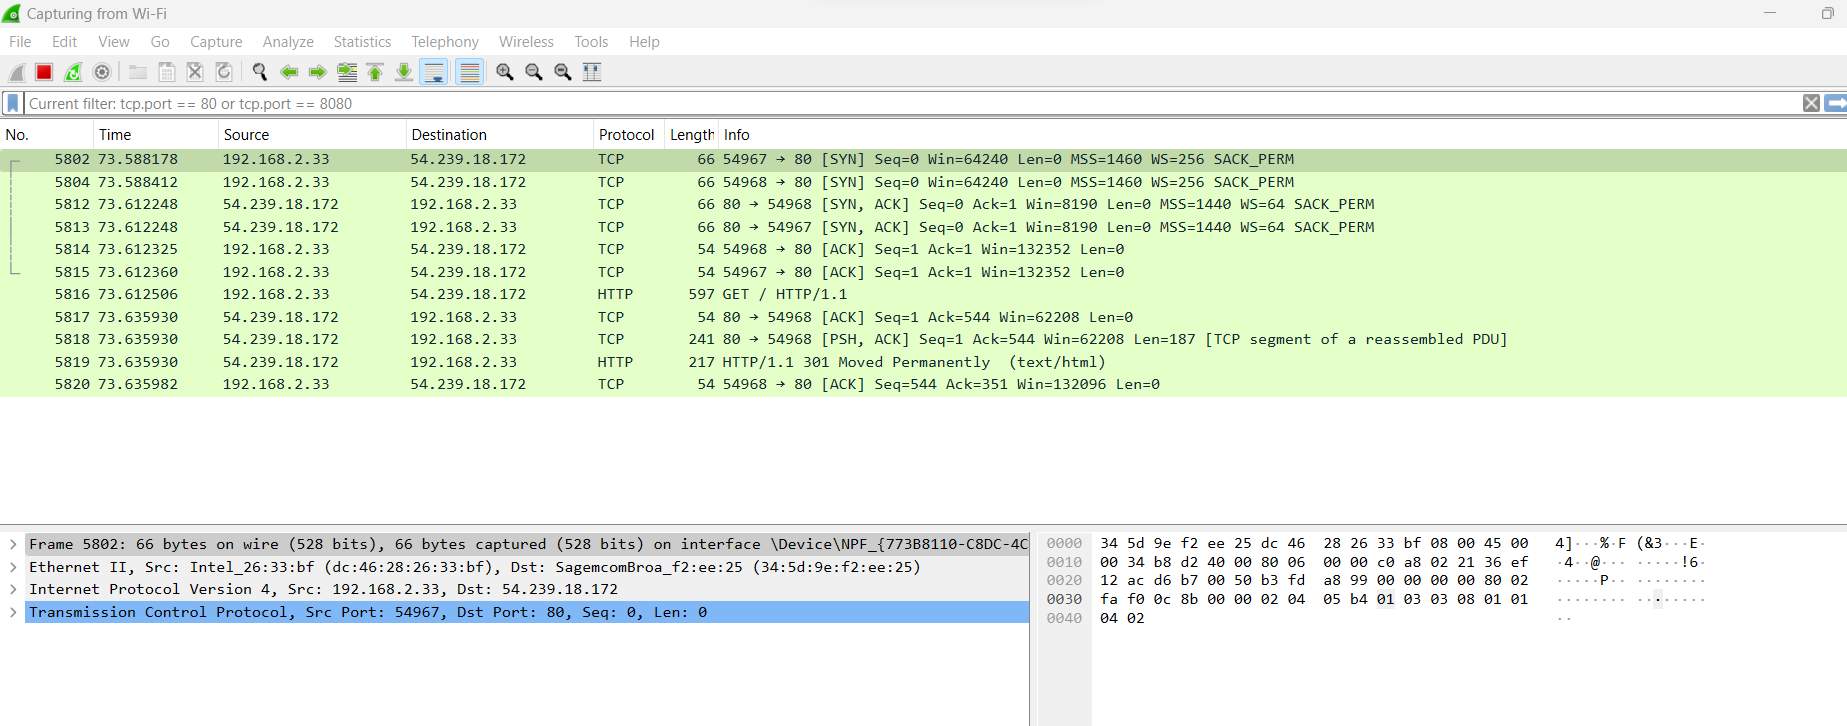 Capturing from Wi-Fi
File Edit View Go Capture Analyze Statistics Telephony Wireless Tools Help
Current filter: tcp.port == 80 or tcp.port == 8080
No. Time Source Destination Protocol Length Info
5802 73.588178 192.168.2.33 54.239.18.172 TCP 66 54967 → 80 [SYN] Seq=0 Win=64240 Len=0 MSS=1460 WS=256 SACK_PERM
5804 73.588412 192.168.2.33 54.239.18.172 TCP 66 54968 → 80 [SYN] Seq=0 Win=64240 Len=0 MSS=1460 WS=256 SACK_PERM
5812 73.612248 54.239.18.172 192.168.2.33 TCP 66 80 → 54968 [SYN, ACK] Seq=0 Ack=1 Win=8190 Len=0 MSS=1440 WS=64 SACK_PERM
5813 73.612248 54.239.18.172 192.168.2.33 TCP 66 80 → 54967 [SYN, ACK] Seq=0 Ack=1 Win=8190 Len=0 MSS=1440 WS=64 SACK_PERM
5814 73.612325 192.168.2.33 54.239.18.172 TCP 54 54968 → 80 [ACK] Seq=1 Ack=1 Win=132352 Len=0
5815 73.612360 192.168.2.33 54.239.18.172 TCP 54 54967 → 80 [ACK] Seq=1 Ack=1 Win=132352 Len=0
5816 73.612506 192.168.2.33 54.239.18.172 HTTP 597 GET / HTTP/1.1
5817 73.635930 54.239.18.172 192.168.2.33 TCP 54 80 → 54968 [ACK] Seq=1 Ack=544 Win=62208 Len=0
5818 73.635930 54.239.18.172 192.168.2.33 TCP 241 80 → 54968 [PSH, ACK] Seq=1 Ack=544 Win=62208 Len=187 [TCP segment of a reassembled PDU]
5819 73.635930 54.239.18.172 192.168.2.33 HTTP 217 HTTP/1.1 301 Moved Permanently (text/html)
5820 73.635982 192.168.2.33 54.239.18.172 TCP 54 54968 → 80 [ACK] Seq=544 Ack=351 Win=132096 Len=0
Frame 5802: 66 bytes on wire (528 bits), 66 bytes captured (528 bits) on interface \Device\NPF_{773B8110-C8DC-4C
Ethernet II, Src: Intel_26:33:bf (dc:46:28:26:33:bf), Dst: SagemcomBroa_f2:ee:25 (34:5d:9e:f2:ee:25)
Internet Protocol Version 4, Src: 192.168.2.33, Dst: 54.239.18.172
Transmission Control Protocol, Src Port: 54967, Dst Port: 80, Seq: 0, Len: 0
0000 34 5d 9e f2 ee 25 dc 46 28 26 33 bf 08 00 45 00 4]···%·F (&3···E·
0010 00 34 b8 d2 40 00 80 06 00 00 c0 a8 02 21 36 ef ·4··@··· ·····!6·
0020 12 ac d6 b7 00 50 b3 fd a8 99 00 00 00 00 80 02 ·····P·· ········
0030 fa f0 0c 8b 00 00 02 04 05 b4 01 03 03 08 01 01 ········ ········
0040 04 02 ··